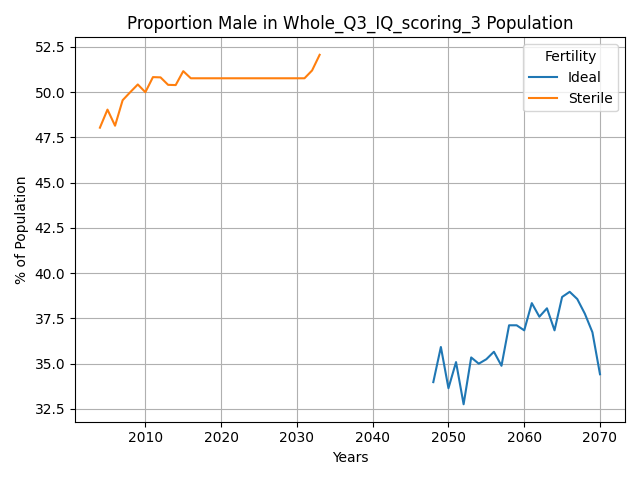 Proportion Male in Whole_Q3_IQ_scoring_3 Population
Fertility
Ideal
Sterile
% of Population
52.5
50.0
47.5
45.0
42.5
40.0
37.5
35.0
32.5
2010 2020 2030 2040 2050 2060 2070
Years